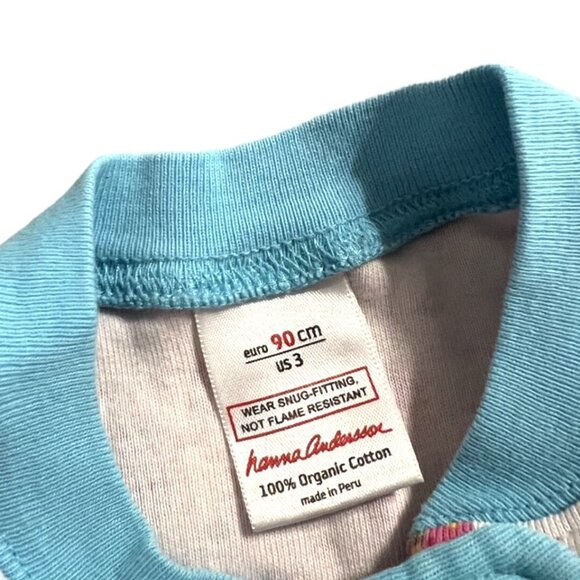 euro 90 cm
US 3
WEAR SNUG-FITTING,
NOT FLAME RESISTANT
hanna Andersson
100% Organic Cotton
made in Peru